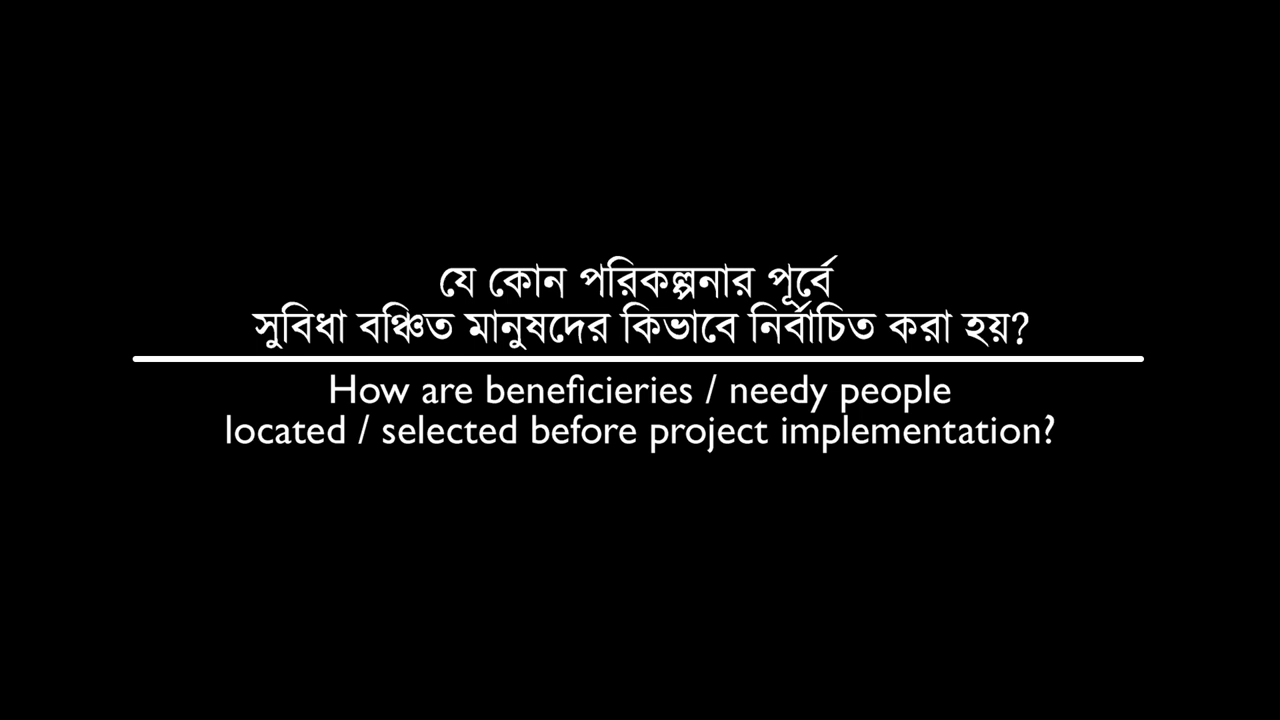 যে কোন পরিকল্পনার পূর্বে
সুবিধা বঞ্চিত মানুষদের কিভাবে নির্বাচিত করা হয়?
How are beneficieries / needy people
located / selected before project implementation?